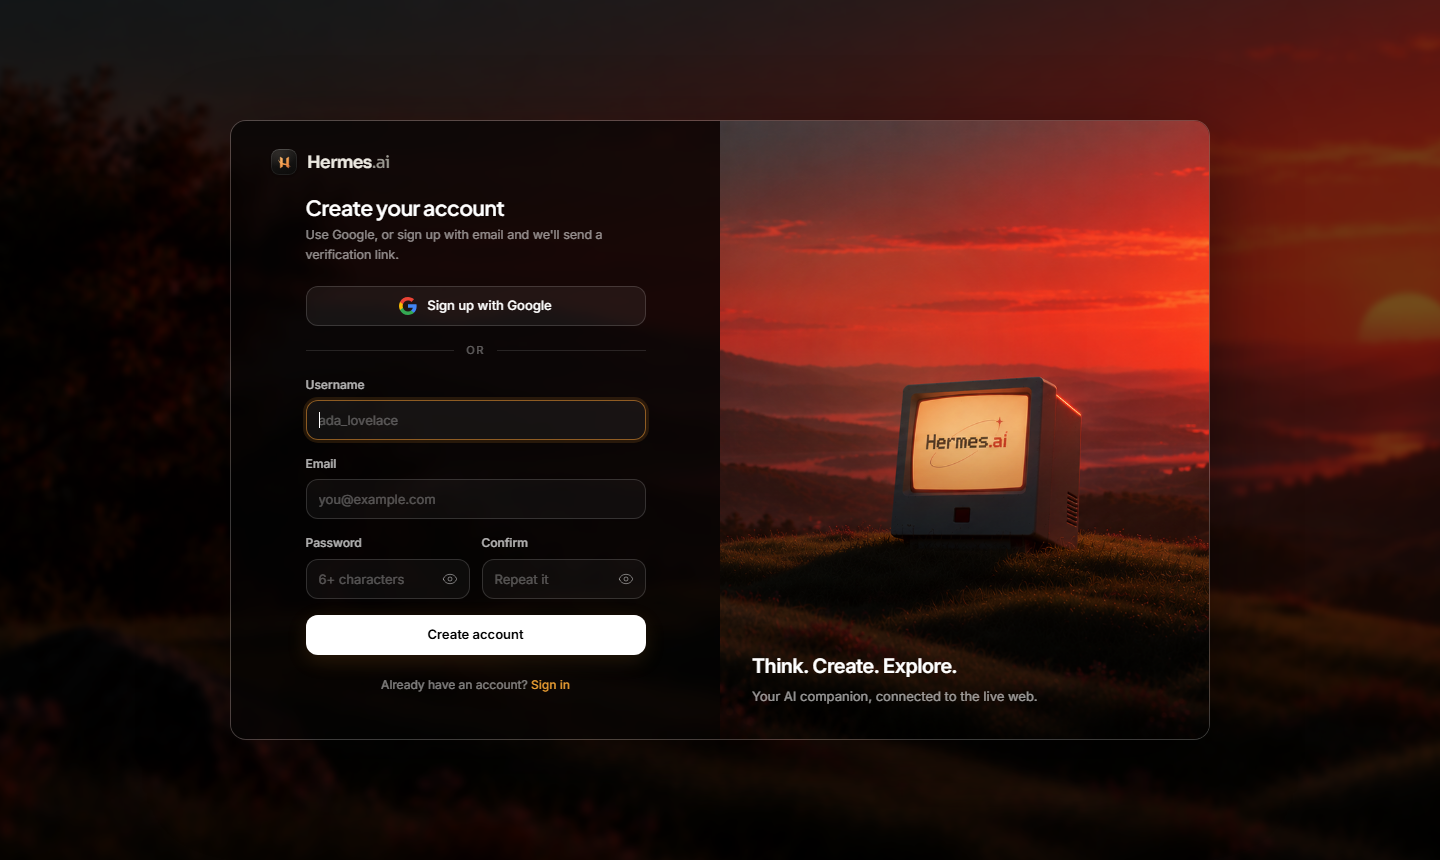 Hermes.ai
Create your account
Use Google, or sign up with email and we'll send a
verification link.
Sign up with Google
OR
Username
ada_lovelace
Email
you@example.com
Password
Confirm
6+ characters
Repeat it
Create account
Already have an account? Sign in
Hermes.ai
Think. Create. Explore.
Your AI companion, connected to the live web.